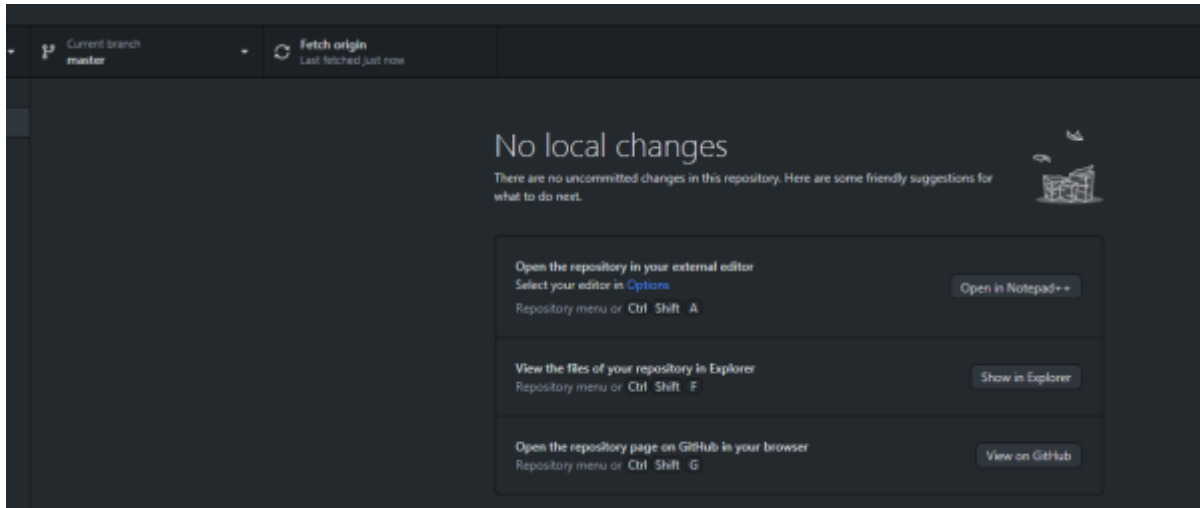 Current branch
master
Fetch origin
Last fetched just now
No local changes
There are no uncommitted changes in this repository. Here are some friendly suggestions for
what to do next.
Open the repository in your external editor
Select your editor in Options
Repository menu or Ctrl Shift A
Open in Notepad++
View the files of your repository in Explorer
Repository menu or Ctrl Shift F
Show in Explorer
Open the repository page on GitHub in your browser
Repository menu or Ctrl Shift G
View on GitHub